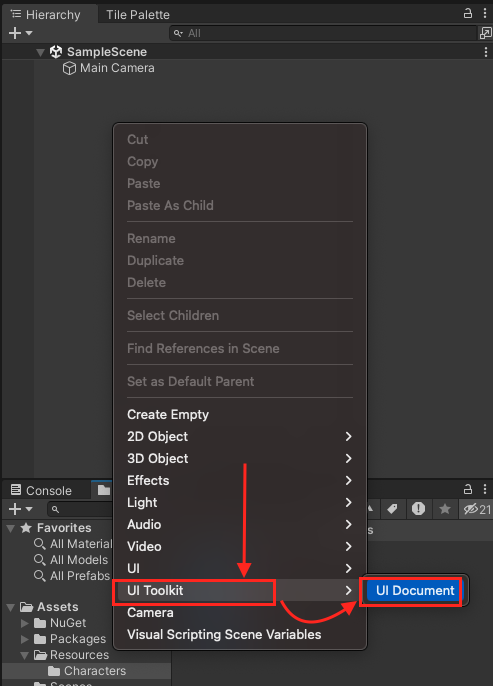 Hierarchy
Tile Palette
All
SampleScene
Main Camera
Cut
Copy
Paste
Paste As Child
Rename
Duplicate
Delete
Select Children
Find References in Scene
Set as Default Parent
Create Empty
2D Object
3D Object
Effects
Light
Audio
Video
UI
UI Toolkit
UI Document
Camera
Visual Scripting Scene Variables
Console
21
Favorites
All Material
All Models
All Prefabs
Assets
NuGet
Packages
Resources
Characters